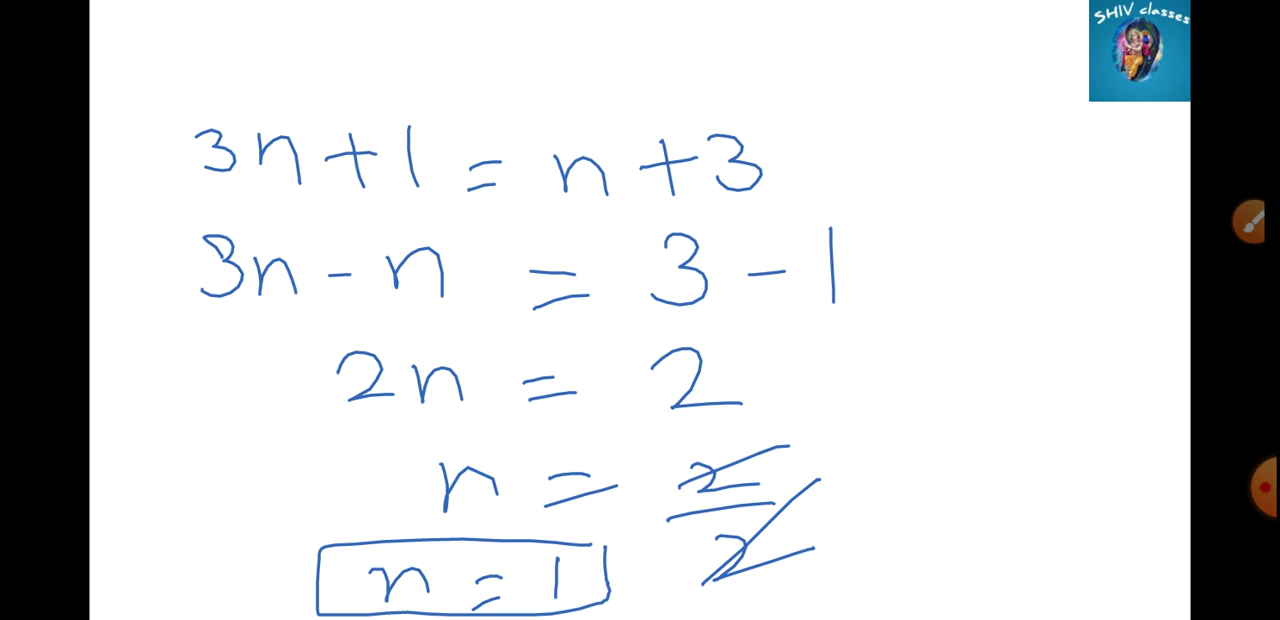 SHIV classes
3n + 1 = n + 3
3n - n = 3 - 1
2n = 2
n = 2/2
n = 1